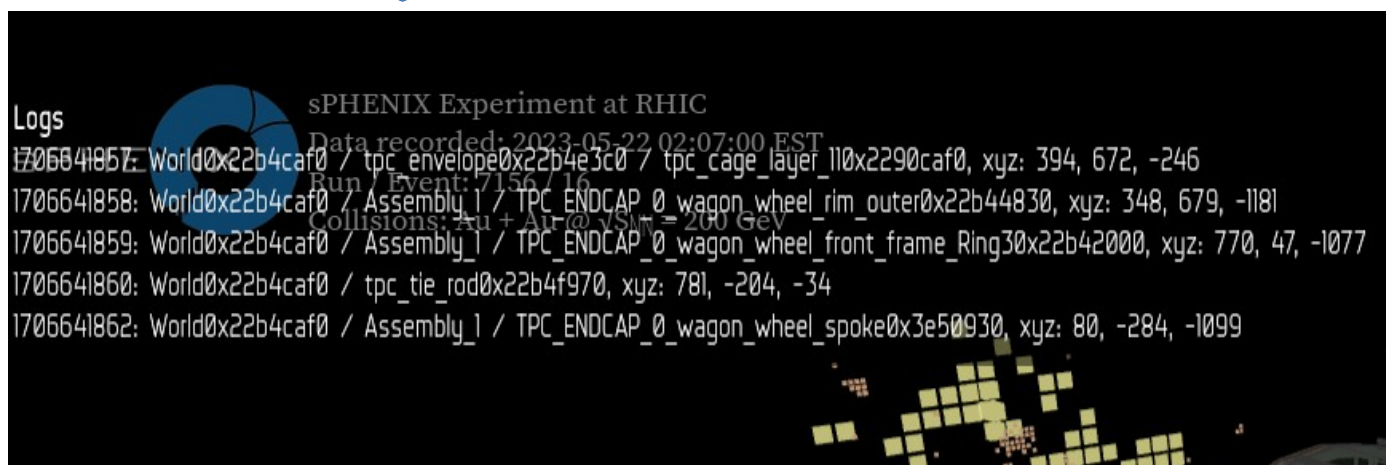 sPHENIX Experiment at RHIC
Logs
Data recorded: 2023-05-22 02:07:00 EST
1706641857: World0x22b4caf0 / tpc_envelope0x22b4e3c0 / tpc_cage_layer_110x2290caf0, xyz: 394, 672, -246
Run / Event: 7156 / 16
1706641858: World0x22b4caf0 / Assembly_1 / TPC_ENDCAP_0_wagon_wheel_rim_outer0x22b44830, xyz: 348, 679, -1181
Collisions: Au + Au @ √SNN = 200 GeV
1706641859: World0x22b4caf0 / Assembly_1 / TPC_ENDCAP_0_wagon_wheel_front_frame_Ring30x22b42000, xyz: 770, 47, -1077
1706641860: World0x22b4caf0 / tpc_tie_rod0x22b4f970, xyz: 781, -204, -34
1706641862: World0x22b4caf0 / Assembly_1 / TPC_ENDCAP_0_wagon_wheel_spoke0x3e50930, xyz: 80, -284, -1099